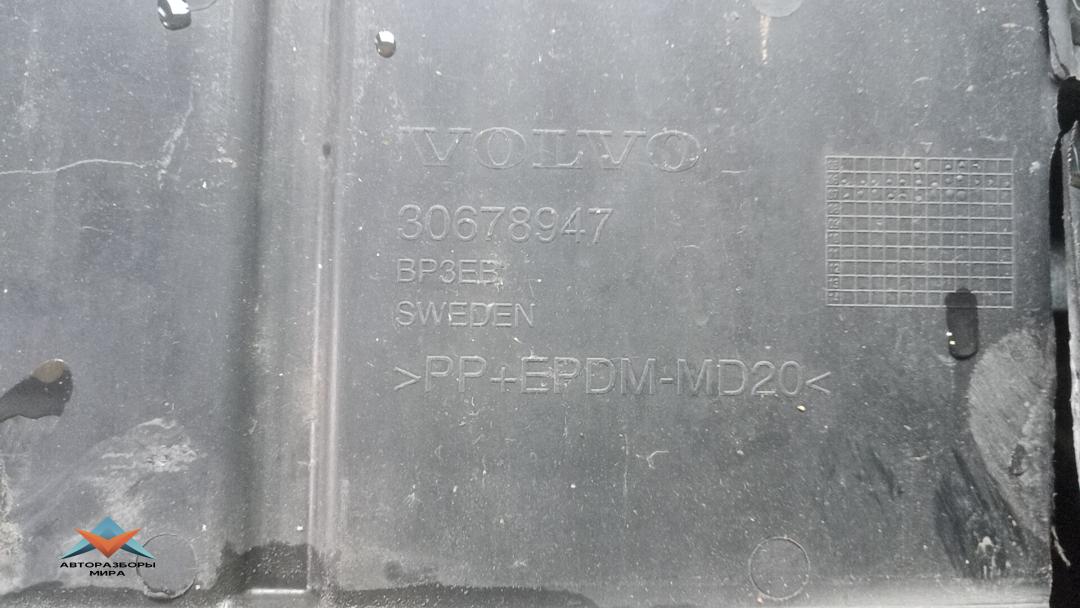 VOLVO
30678947
BP3EB
SWEDEN
>PP+EPDM-MD20<
АВТОРАЗБОРЫ
МИРА